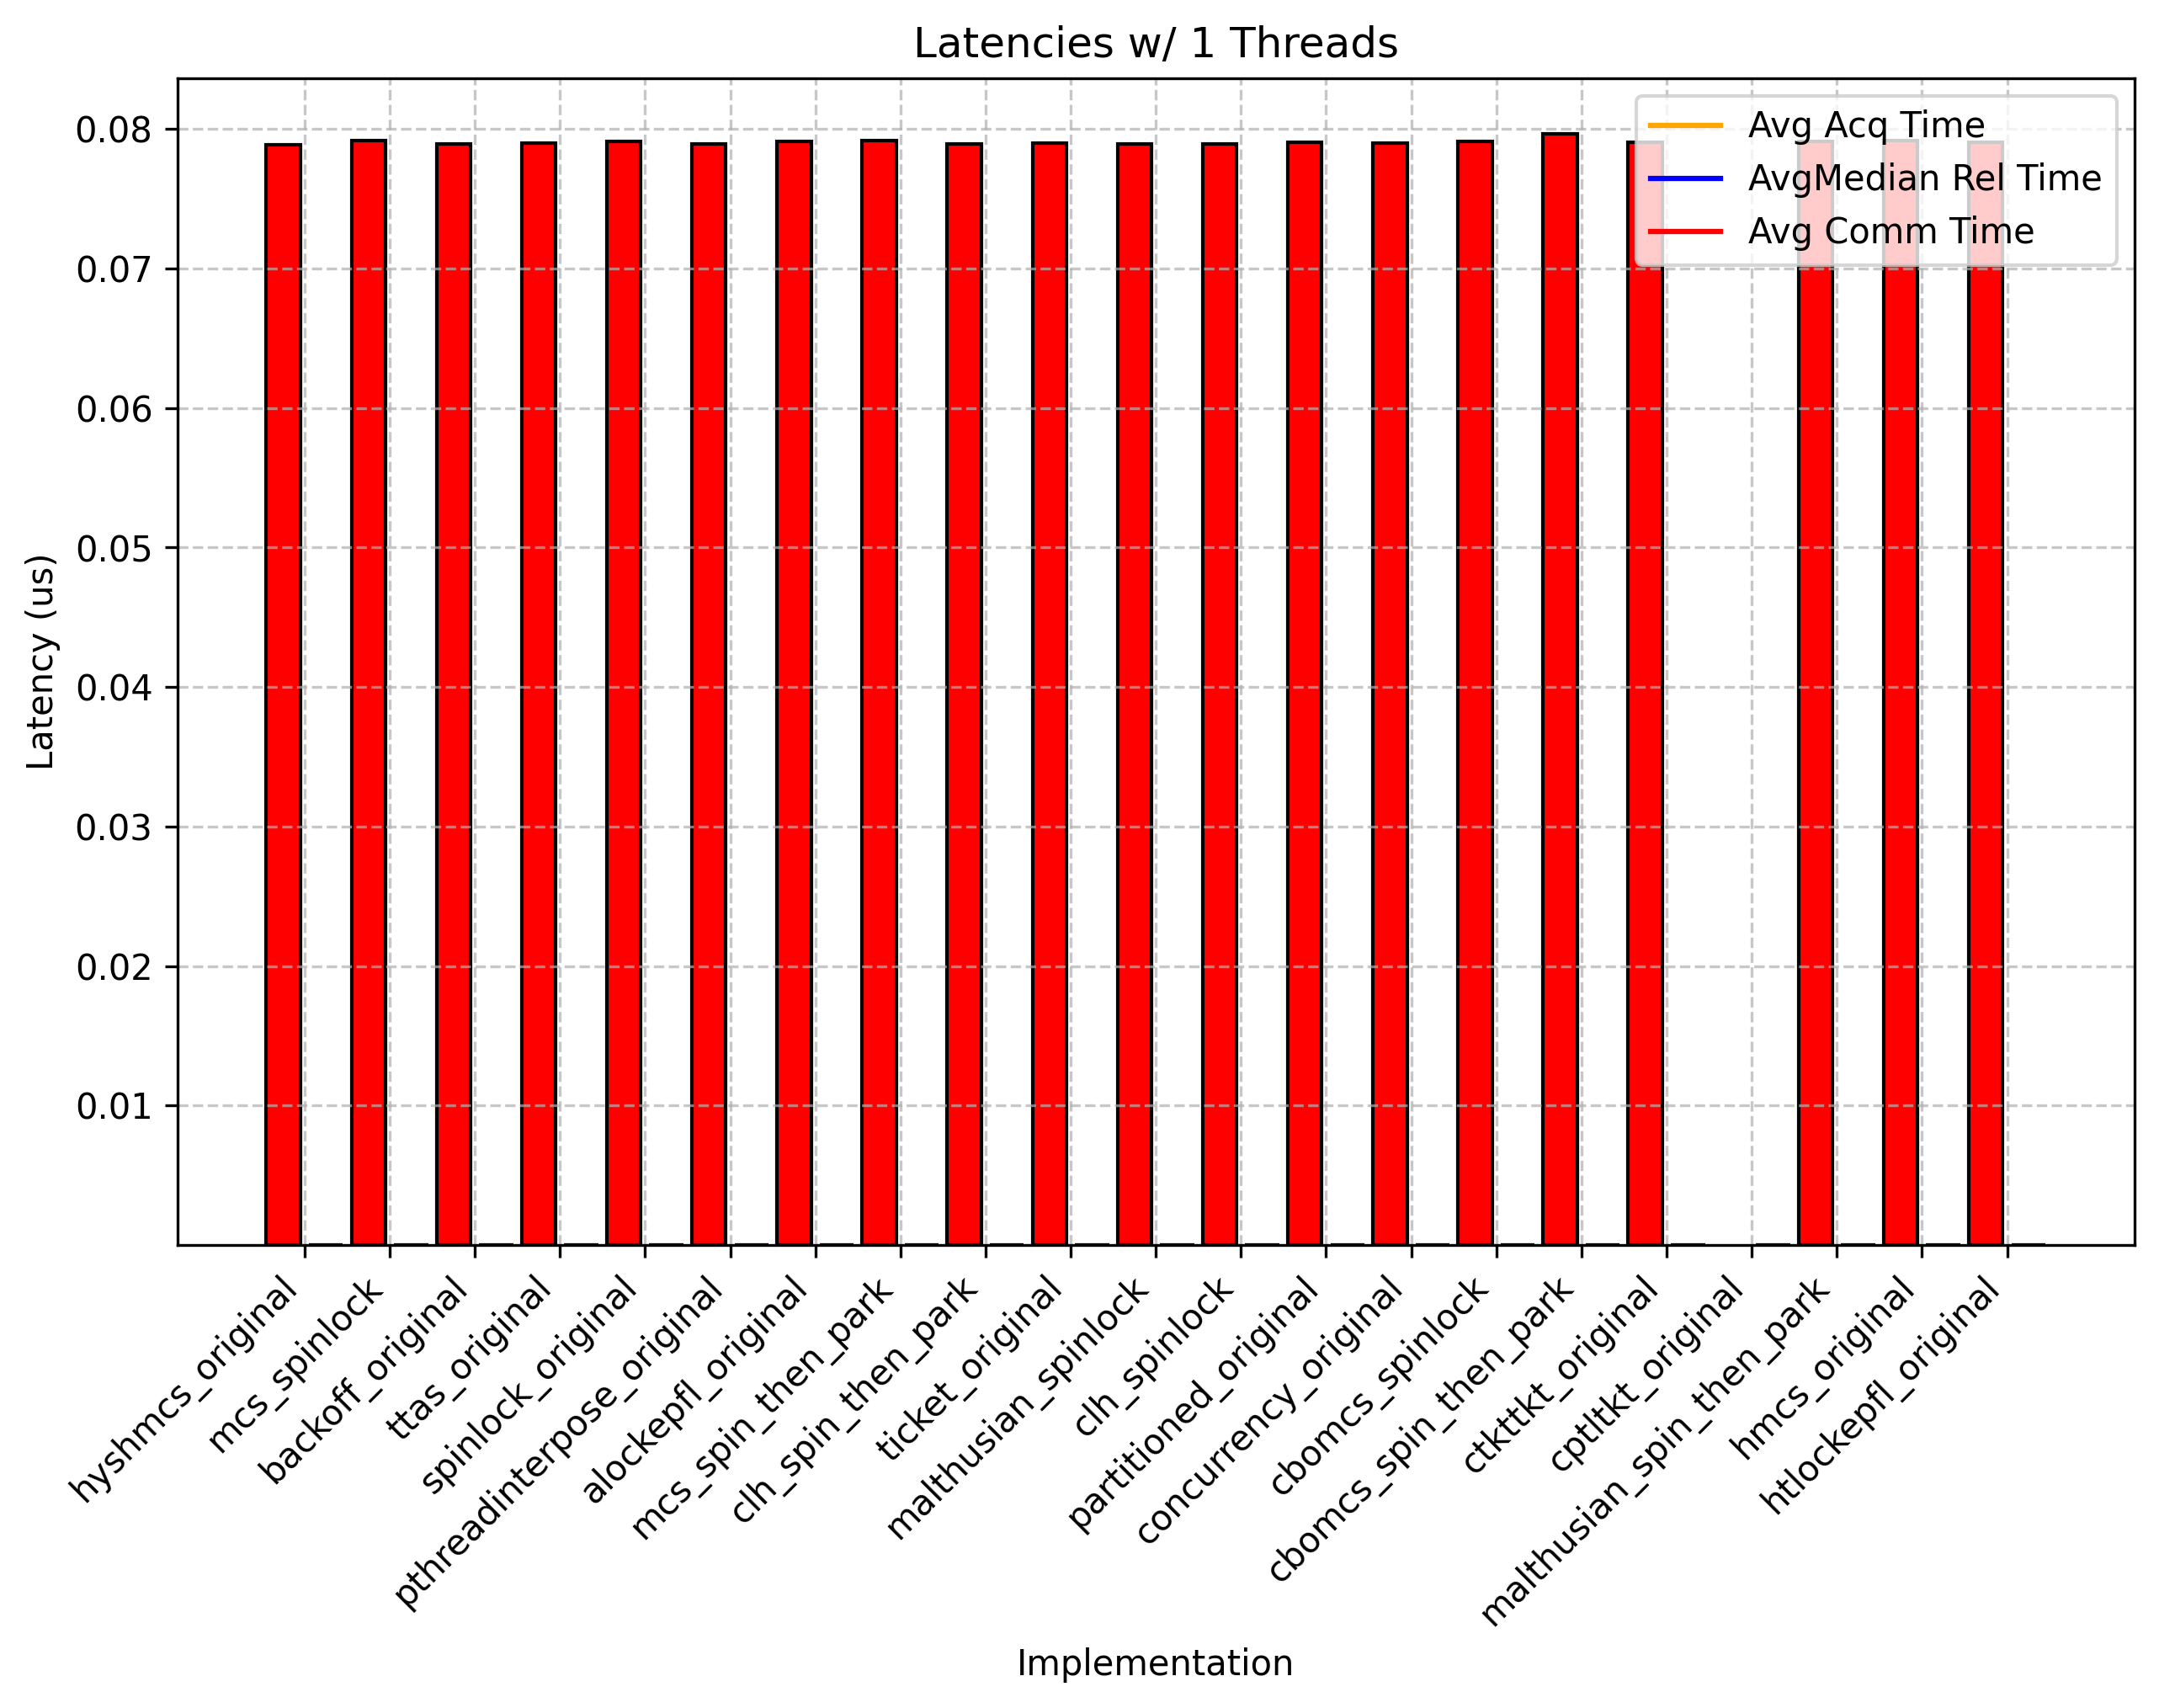 Latencies w/ 1 Threads
Avg Acq Time
AvgMedian Rel Time
Avg Comm Time
0.08
0.07
0.06
0.05
0.04
0.03
0.02
0.01
Latency (us)
hyshmcs_original
mcs_spinlock
backoff_original
ttas_original
spinlock_original
pthreadinterpose_original
alockepfl_original
mcs_spin_then_park
clh_spin_then_park
ticket_original
malthusian_spinlock
clh_spinlock
partitioned_original
concurrency_original
cbomcs_spinlock
cbomcs_spin_then_park
ctkttkt_original
cptltkt_original
malthusian_spin_then_park
hmcs_original
htlockepfl_original
Implementation